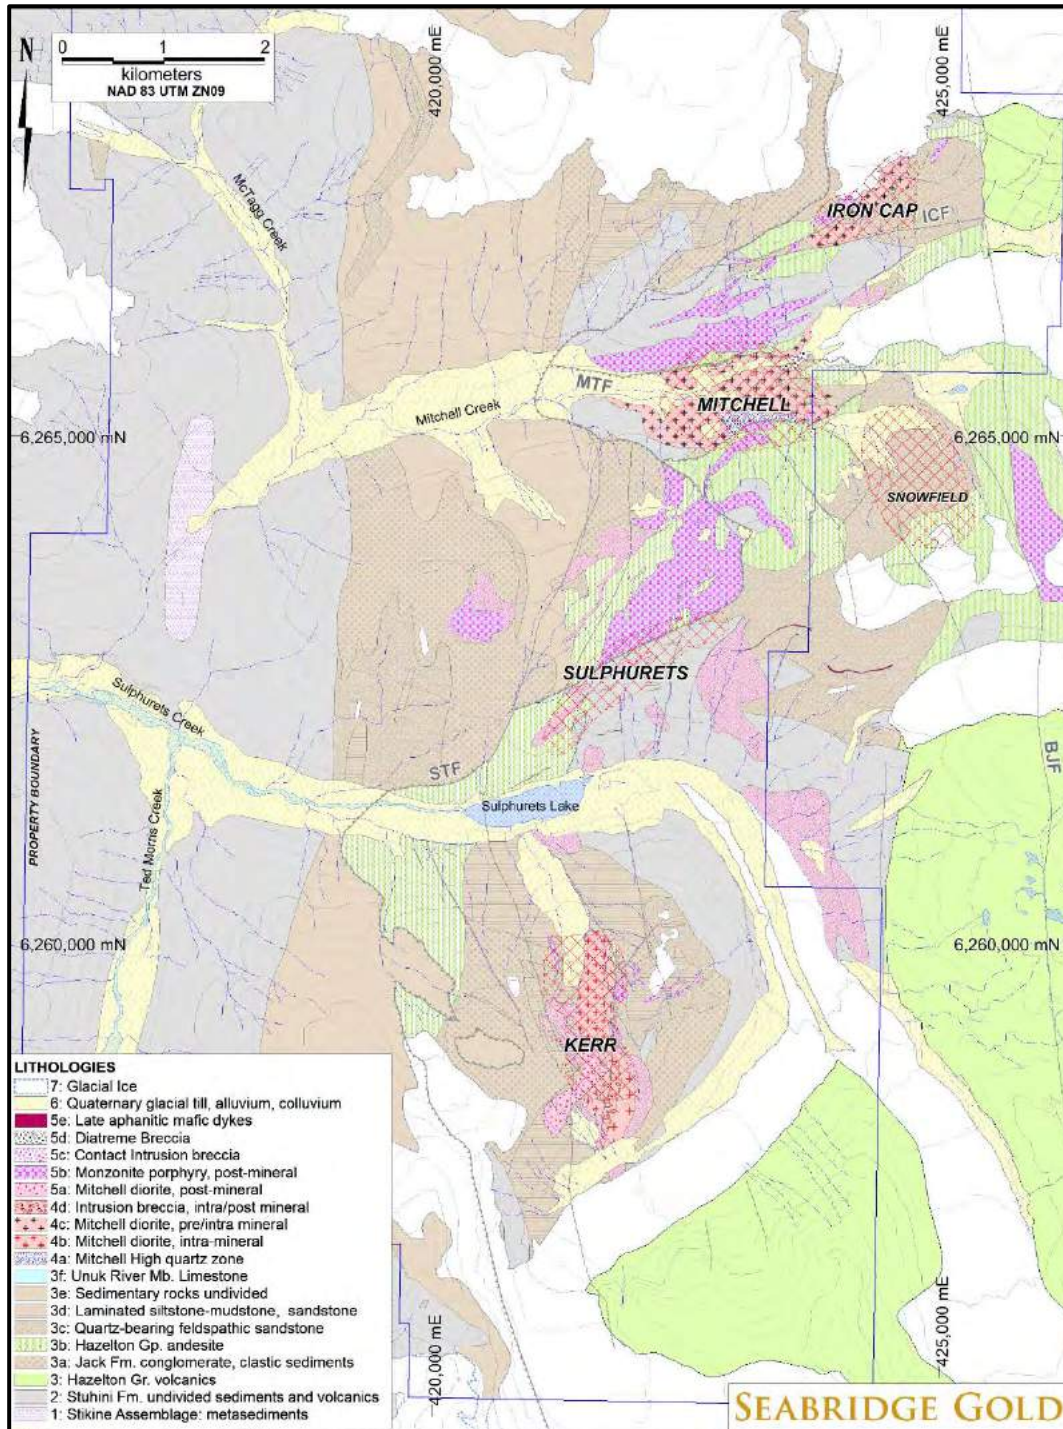 N
0 1 2
kilometers
NAD 83 UTM ZN09
420,000 mE
425,000 mE
McTagg Creek
IRON CAP
ICF
MTF
MITCHELL
Mitchell Creek
6,265,000 mN
6,265,000 mN
SNOWFIELD
SULPHURETS
Sulphurets Creek
PROPERTY BOUNDARY
STF
BJF
Sulphurets Lake
Ted Morris Creek
6,260,000 mN
6,260,000 mN
KERR
LITHOLOGIES
7: Glacial Ice
6: Quaternary glacial till, alluvium, colluvium
5e: Late aphanitic mafic dykes
5d: Diatreme Breccia
5c: Contact Intrusion breccia
5b: Monzonite porphyry, post-mineral
5a: Mitchell diorite, post-mineral
4d: Intrusion breccia, intra/post mineral
4c: Mitchell diorite, pre/intra mineral
4b: Mitchell diorite, intra-mineral
4a: Mitchell High quartz zone
3f: Unuk River Mb. Limestone
3e: Sedimentary rocks undivided
3d: Laminated siltstone-mudstone, sandstone
3c: Quartz-bearing feldspathic sandstone
3b: Hazelton Gp. andesite
3a: Jack Fm. conglomerate, clastic sediments
3: Hazelton Gr. volcanics
2: Stuhini Fm. undivided sediments and volcanics
1: Stikine Assemblage: metasediments
420,000 mE
425,000 mE
SEABRIDGE GOLD